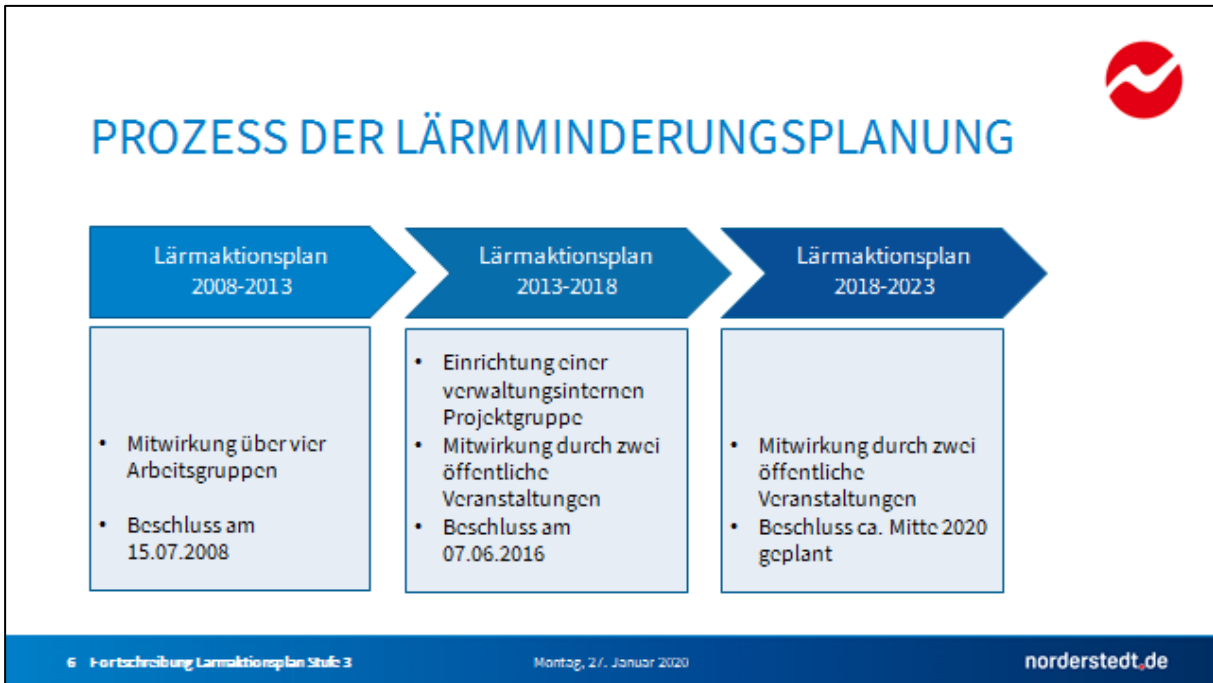 PROZESS DER LÄRMMINDERUNGSPLANUNG
Lärmaktionsplan
2008-2013
• Mitwirkung über vier
Arbeitsgruppen
• Beschluss am
15.07.2008
Lärmaktionsplan
2013-2018
• Einrichtung einer
verwaltungsinternen
Projektgruppe
• Mitwirkung durch zwei
öffentliche
Veranstaltungen
• Beschluss am
07.06.2016
Lärmaktionsplan
2018-2023
• Mitwirkung durch zwei
öffentliche
Veranstaltungen
• Beschluss ca. Mitte 2020
geplant
6 Fortschreibung Lärmaktionsplan Stufe 3
Montag, 27. Januar 2020
norderstedt.de